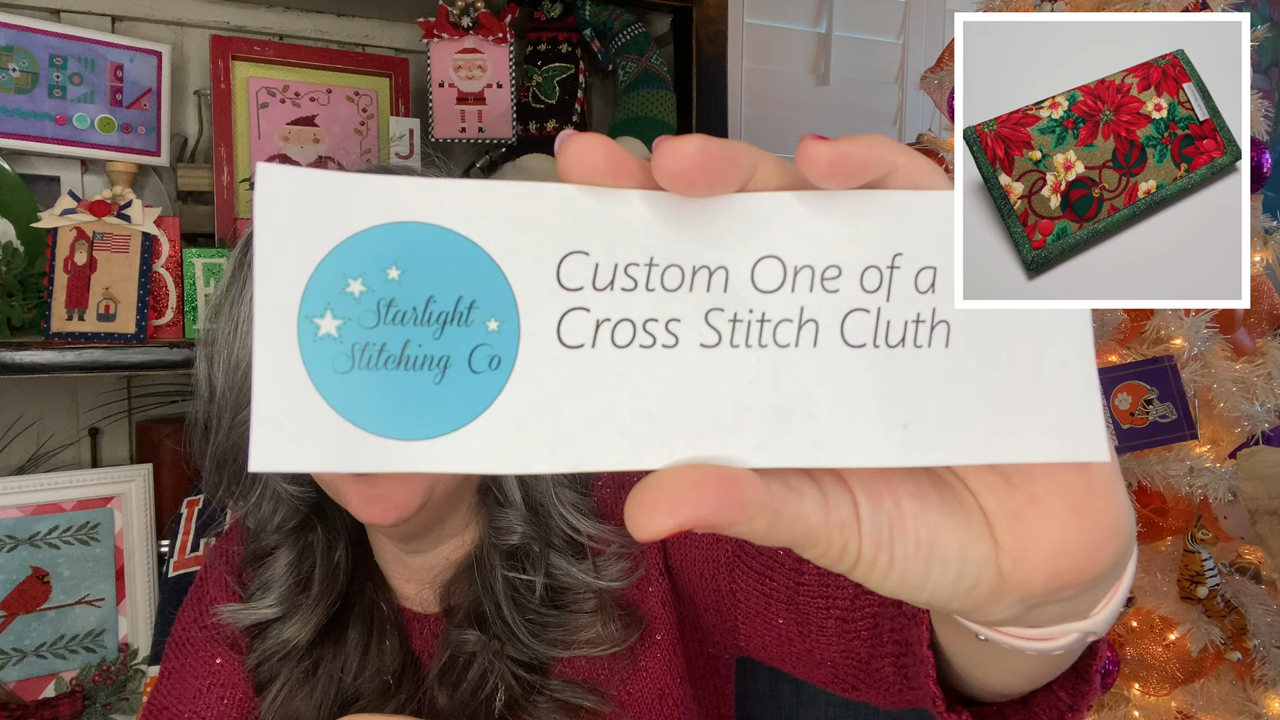 Starlight
Stitching Co
Custom One of a
Cross Stitch Cluth
J